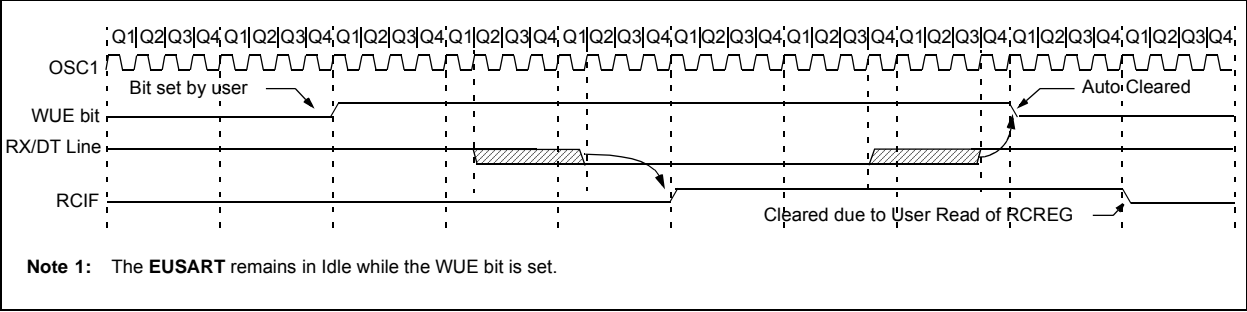 Q1 Q2 Q3 Q4 Q1 Q2 Q3 Q4 Q1 Q2 Q3 Q4 Q1 Q2 Q3 Q4 Q1 Q2 Q3 Q4 Q1 Q2 Q3 Q4 Q1 Q2 Q3 Q4 Q1 Q2 Q3 Q4 Q1 Q2 Q3 Q4 Q1 Q2 Q3 Q4
OSC1
Bit set by user
Auto Cleared
WUE bit
RX/DT Line
RCIF
Cleared due to User Read of RCREG
Note 1: The EUSART remains in Idle while the WUE bit is set.